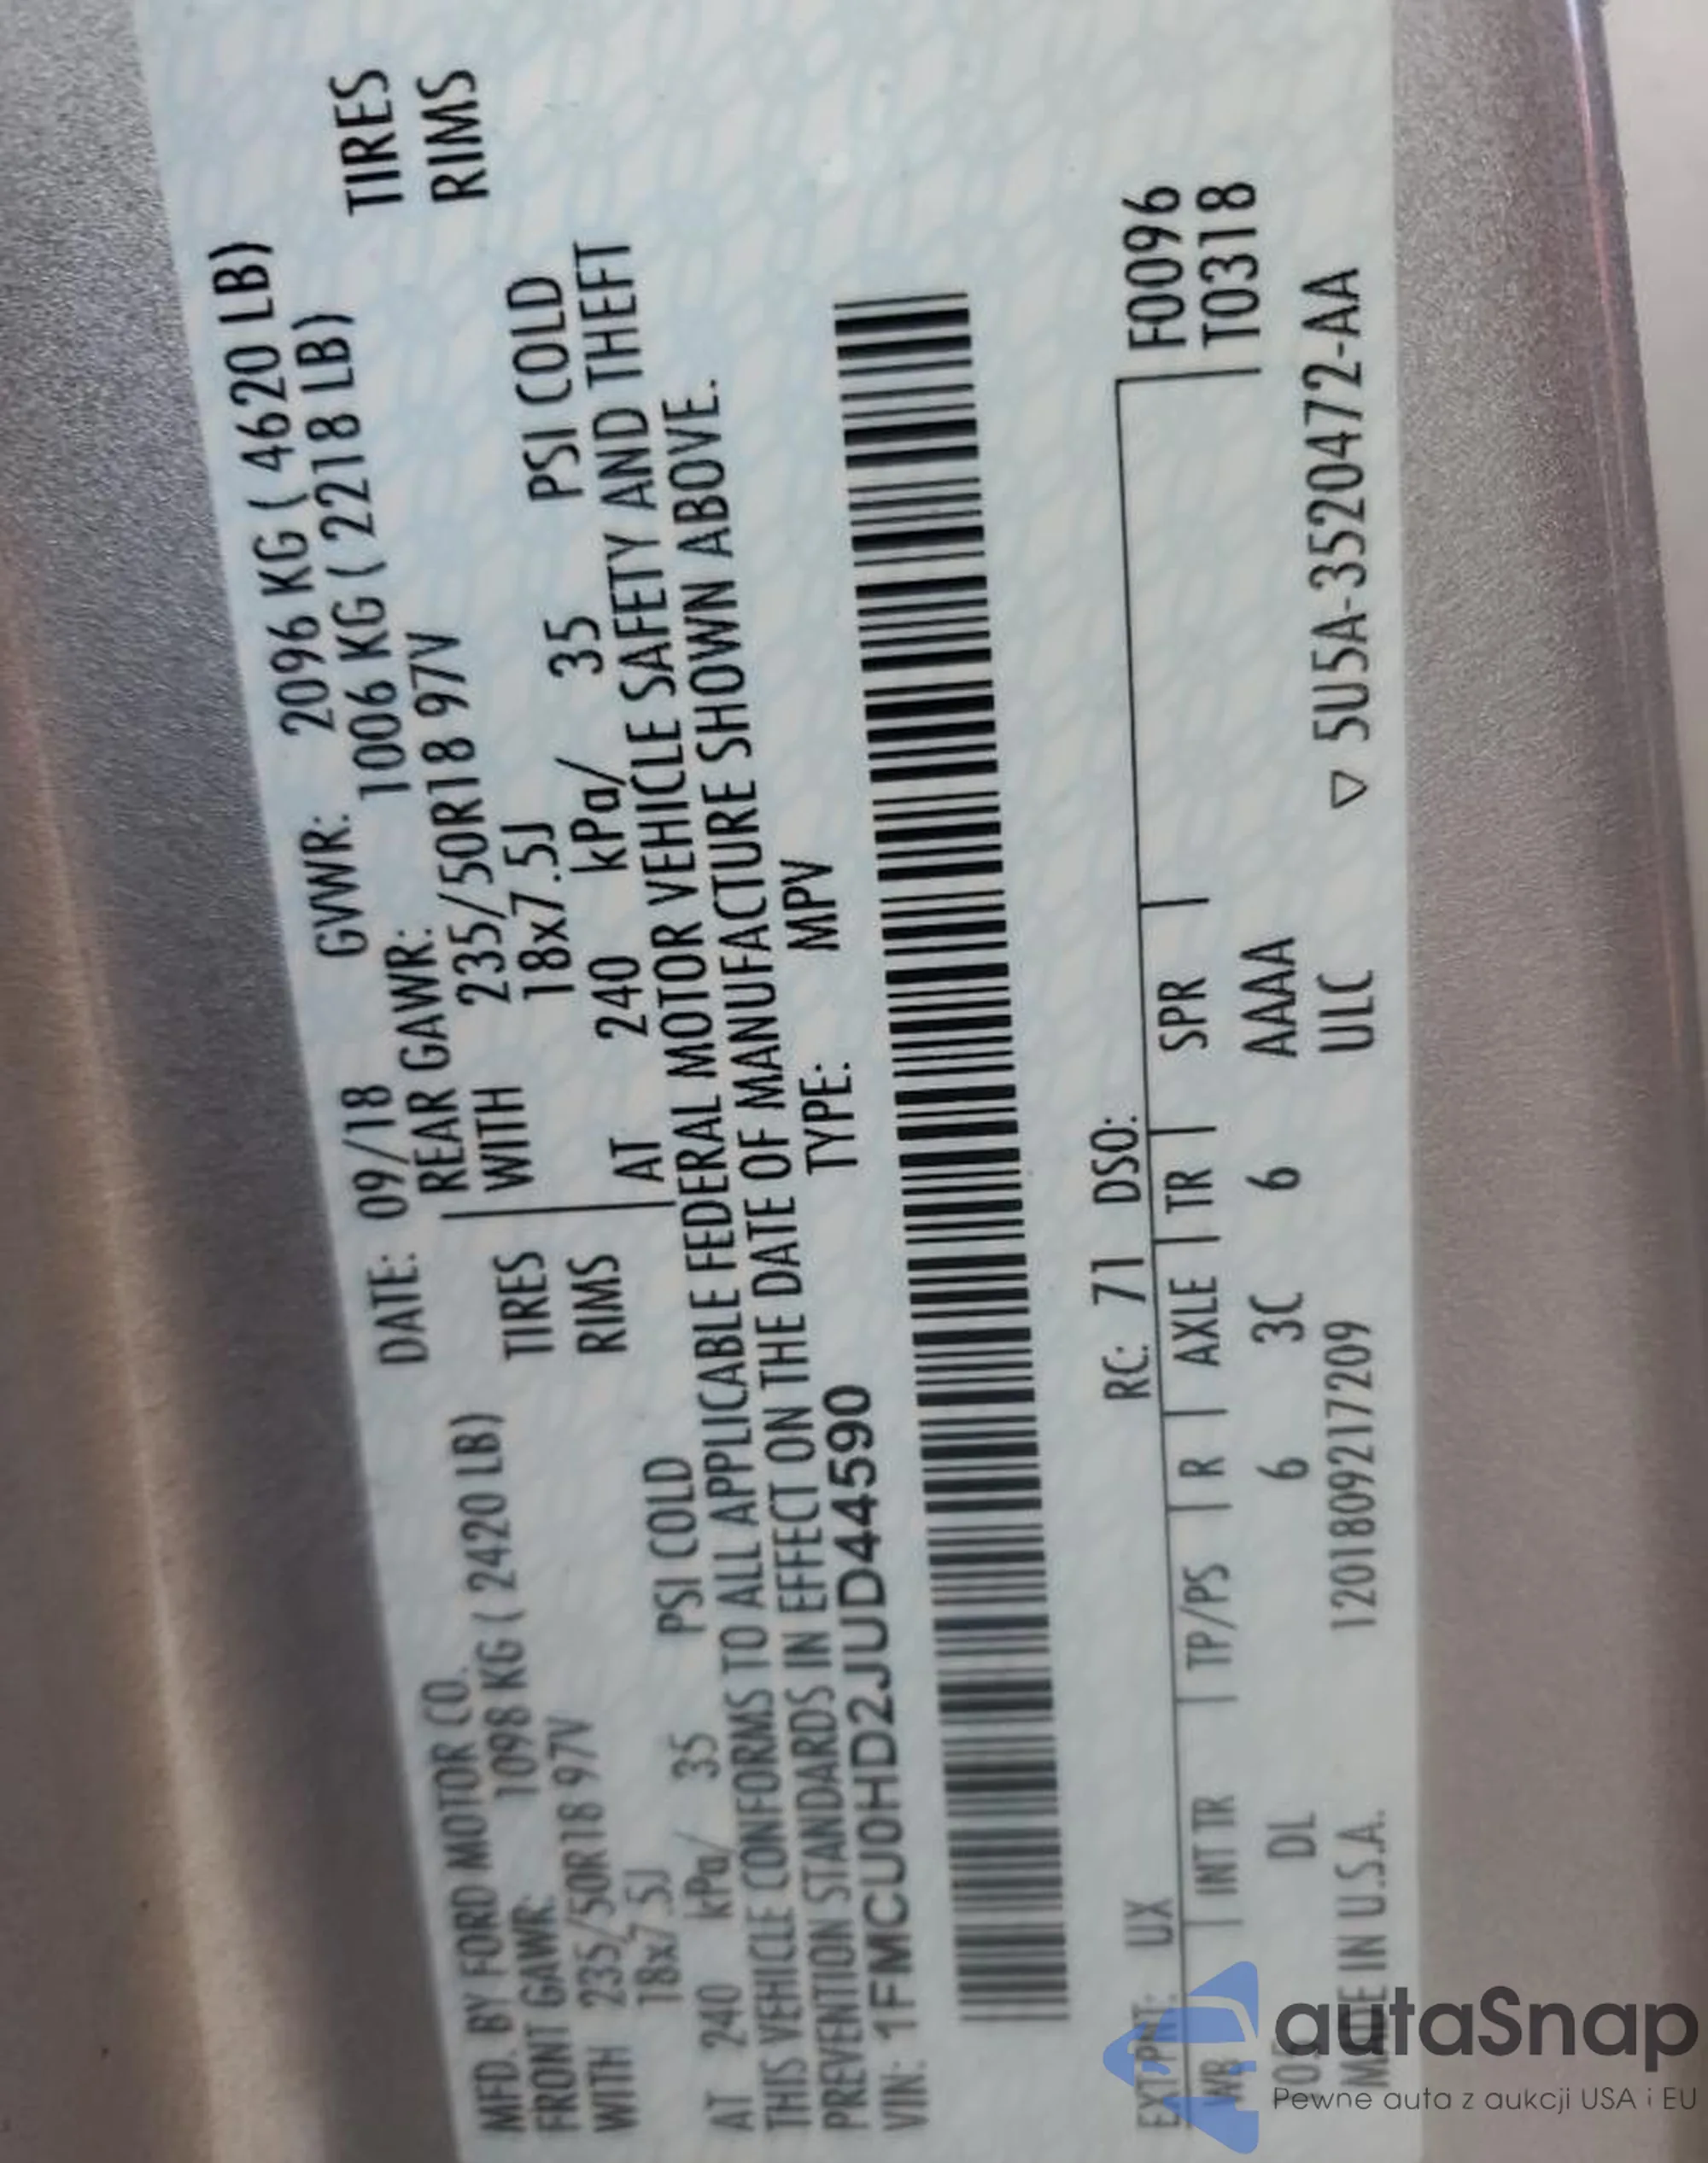 MFD. BY FORD MOTOR CO. DATE: 09/18 GVWR: 2096 KG ( 4620 LB)
FRONT GAWR: 1098 KG ( 2420 LB) REAR GAWR: 1006 KG ( 2218 LB)
WITH 235/50R18 97V TIRES WITH 235/50R18 97V TIRES
18x7.5J RIMS 18x7.5J RIMS
AT 240 kPa/ 35 PSI COLD AT 240 kPa/ 35 PSI COLD
THIS VEHICLE CONFORMS TO ALL APPLICABLE FEDERAL MOTOR VEHICLE SAFETY AND THEFT
PREVENTION STANDARDS IN EFFECT ON THE DATE OF MANUFACTURE SHOWN ABOVE.
VIN: 1FMCU0HD2JUD44590 TYPE: MPV
EXT PNT: UX RC: 71 DSO: F0096
WB INT TR TP/PS R AXLE TR SPR T0318
DL 6 3C 6 AAAA
MADE IN U.S.A. 1201809217209 ULC ▽ 5U5A-3520472-AA
autaSnap
Pewne auta z aukcji USA i EU